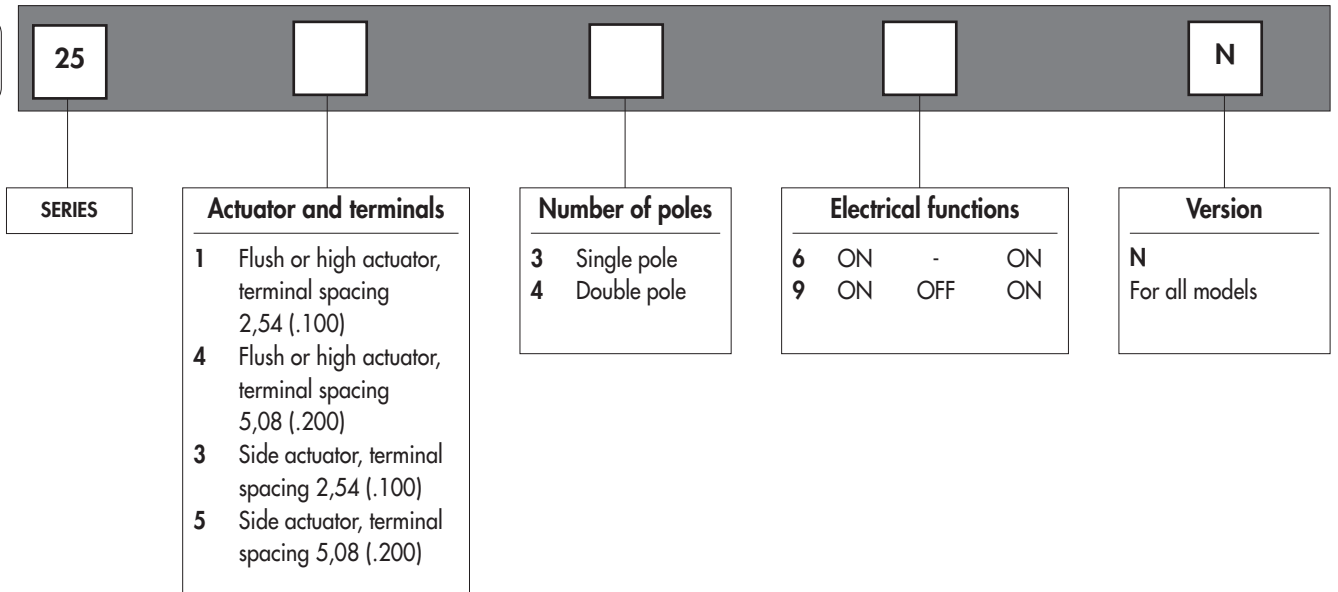 25
N
SERIES
Actuator and terminals
1 Flush or high actuator,
terminal spacing
2,54 (.100)
4 Flush or high actuator,
terminal spacing
5,08 (.200)
3 Side actuator, terminal
spacing 2,54 (.100)
5 Side actuator, terminal
spacing 5,08 (.200)
Number of poles
3 Single pole
4 Double pole
Electrical functions
6 ON - ON
9 ON OFF ON
Version
N
For all models